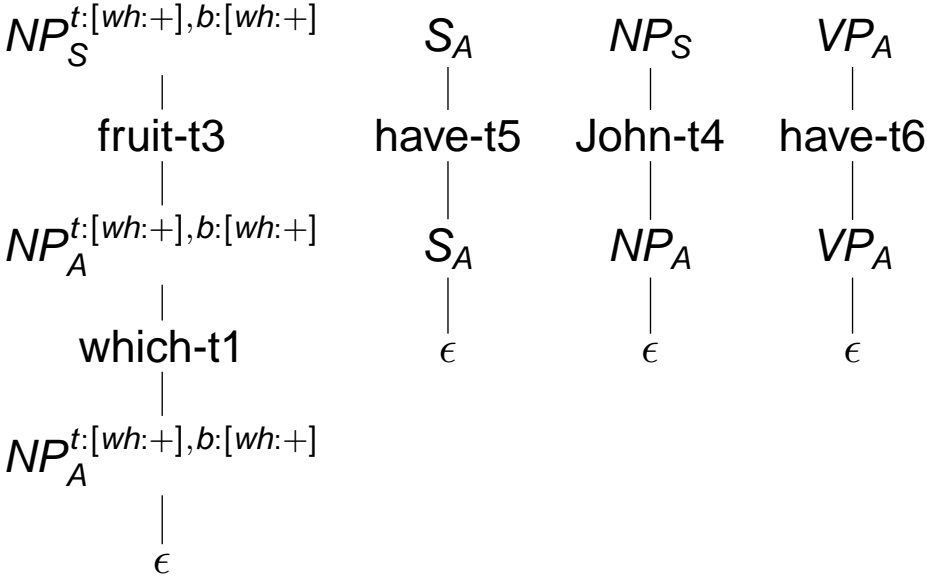 NP_S^{t:[wh:+],b:[wh:+]} S_A NP_S VP_A
fruit-t3 have-t5 John-t4 have-t6
NP_A^{t:[wh:+],b:[wh:+]} S_A NP_A VP_A
which-t1 ϵ ϵ ϵ
NP_A^{t:[wh:+],b:[wh:+]}
ϵ